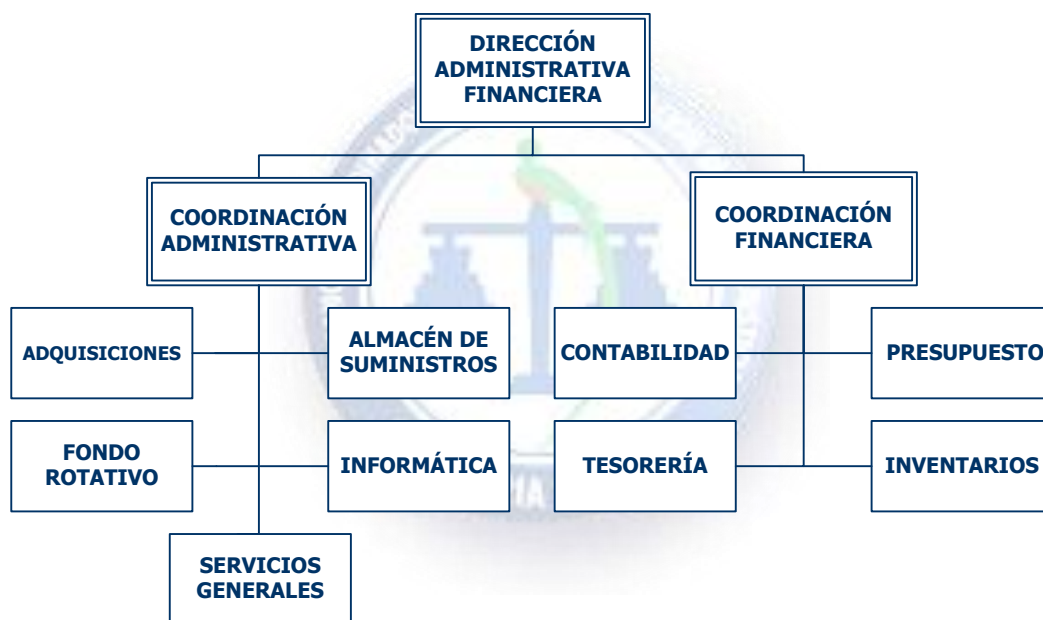 DIRECCIÓN
ADMINISTRATIVA
FINANCIERA
COORDINACIÓN
ADMINISTRATIVA
COORDINACIÓN
FINANCIERA
ADQUISICIONES
ALMACÉN DE
SUMINISTROS
CONTABILIDAD
PRESUPUESTO
FONDO
ROTATIVO
INFORMÁTICA
TESORERÍA
INVENTARIOS
SERVICIOS
GENERALES